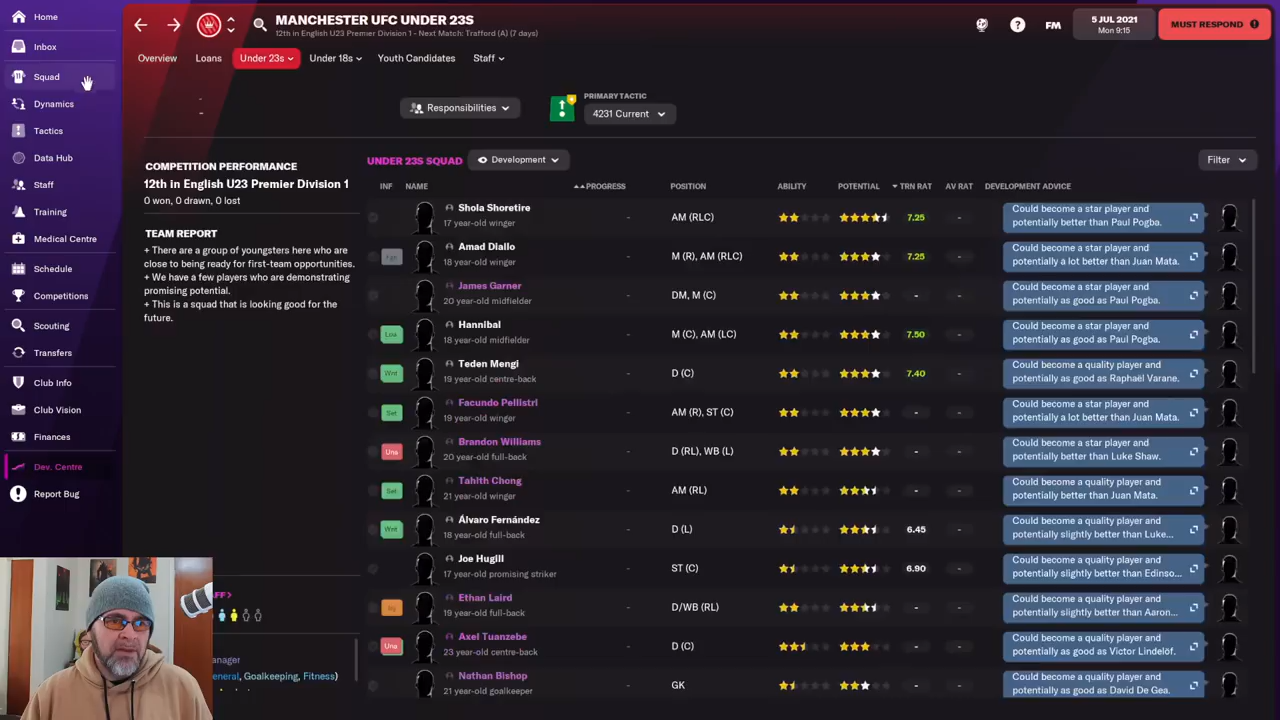 Home
Inbox
Squad
Dynamics
Tactics
Data Hub
Staff
Training
Medical Centre
Schedule
Competitions
Scouting
Transfers
Club Info
Club Vision
Finances
Dev. Centre
Report Bug
MANCHESTER UFC UNDER 23S
12th in English U23 Premier Division 1 - Next Match: Trafford (A) (7 days)
FM
5 JUL 2021
Mon 9:15
MUST RESPOND
Overview
Loans
Under 23s
Under 18s
Youth Candidates
Staff
-
-
Responsibilities
PRIMARY TACTIC
4231 Current
COMPETITION PERFORMANCE
12th in English U23 Premier Division 1
0 won, 0 drawn, 0 lost
TEAM REPORT
+ There are a group of youngsters here who are
close to being ready for first-team opportunities.
+ We have a few players who are demonstrating
promising potential.
+ This is a squad that is looking good for the
future.
General, Goalkeeping, Fitness)
UNDER 23S SQUAD
Development
Filter
INF NAME PROGRESS POSITION ABILITY POTENTIAL TRN RAT AV RAT DEVELOPMENT ADVICE
Shola Shoretire
17 year-old winger
- AM (RLC) 7.25 -
Could become a star player and
potentially better than Paul Pogba.
Amad Diallo
18 year-old winger
- M (R), AM (RLC) 7.25 -
Could become a star player and
potentially a lot better than Juan Mata.
James Garner
20 year-old midfielder
- DM, M (C) - -
Could become a star player and
potentially as good as Paul Pogba.
Loa
Hannibal
18 year-old midfielder
- M (C), AM (LC) 7.50 -
Could become a star player and
potentially as good as Paul Pogba.
Wnt
Teden Mengi
19 year-old centre-back
- D (C) 7.40 -
Could become a quality player and
potentially as good as Raphaël Varane.
Set
Facundo Pellistri
19 year-old winger
- AM (R), ST (C) - -
Could become a star player and
potentially a lot better than Juan Mata.
Una
Brandon Williams
20 year-old full-back
- D (RL), WB (L) - -
Could become a star player and
potentially better than Luke Shaw.
Set
Tahith Chong
21 year-old winger
- AM (RL) - -
Could become a quality player and
potentially better than Juan Mata.
Wnt
Álvaro Fernández
18 year-old full-back
- D (L) 6.45 -
Could become a quality player and
potentially slightly better than Luke...
Joe Hugill
17 year-old promising striker
- ST (C) 6.90 -
Could become a quality player and
potentially slightly better than Edinso...
Ethan Laird
19 year-old full-back
- D/WB (RL) - -
Could become a quality player and
potentially slightly better than Aaron...
Una
Axel Tuanzebe
23 year-old centre-back
- D (C) - -
Could become a quality player and
potentially as good as Victor Lindelöf.
Nathan Bishop
21 year-old goalkeeper
- GK - -
Could become a quality player and
potentially as good as David De Gea.